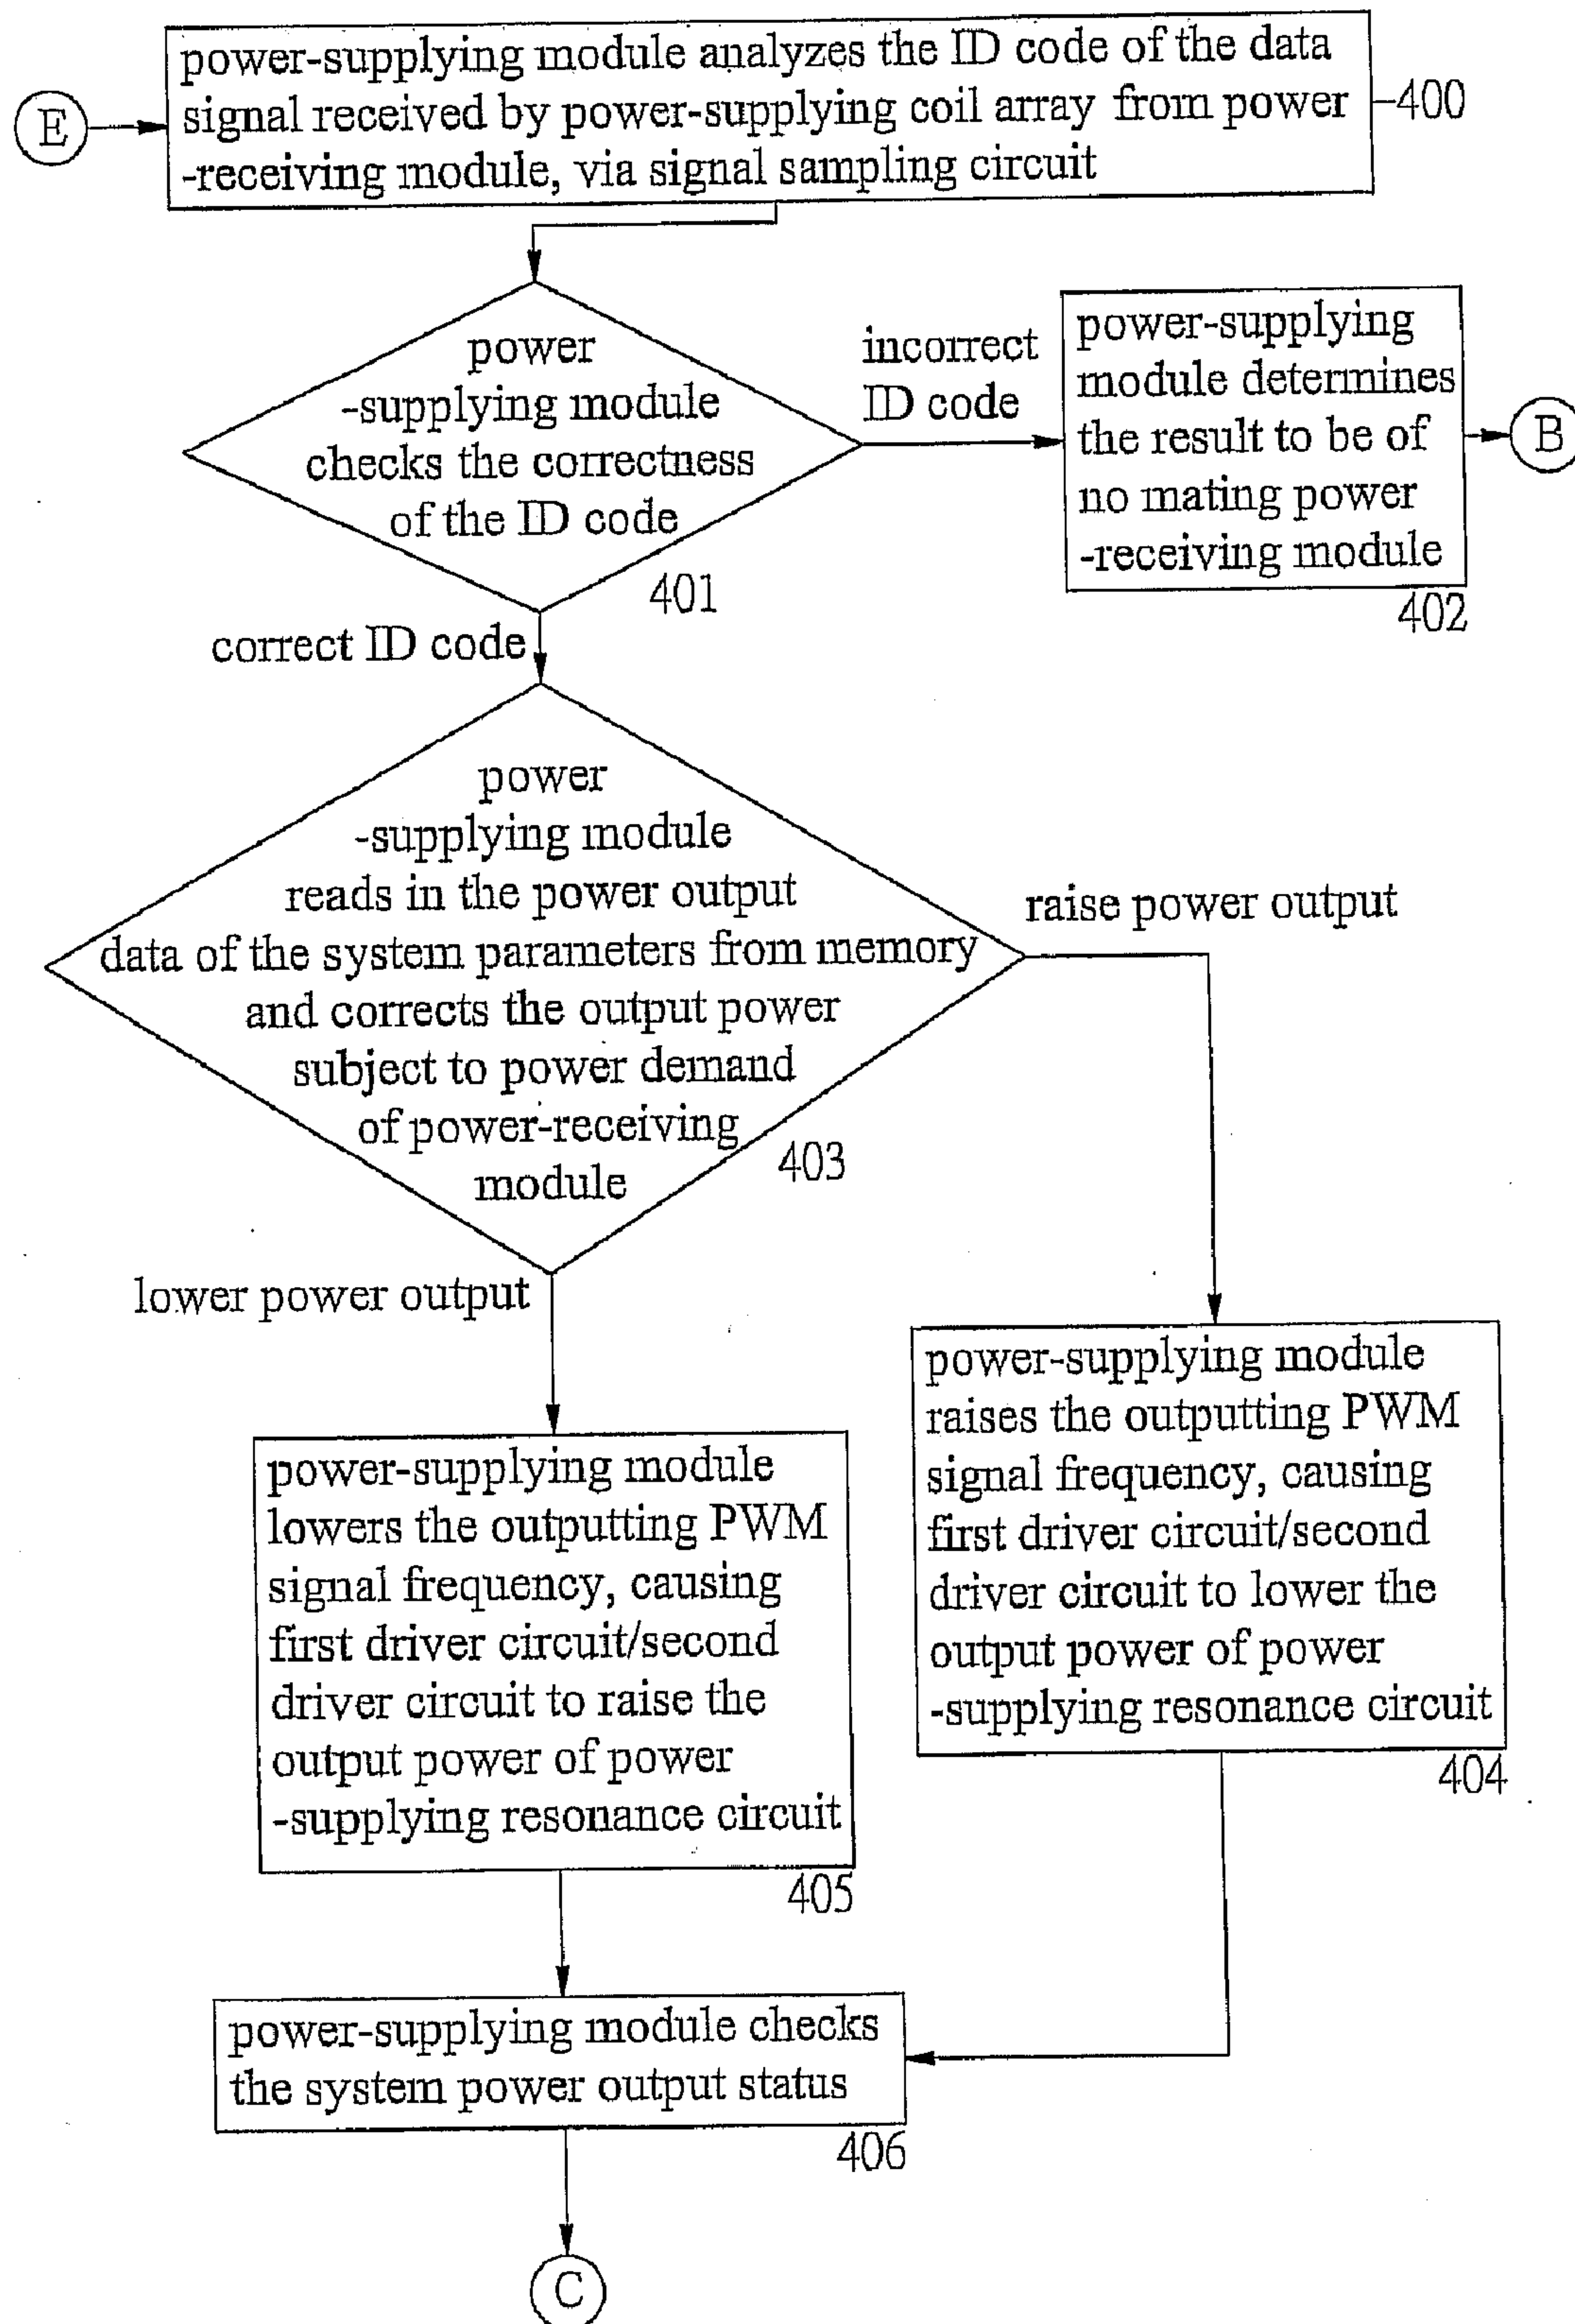 power-supplying module analyzes the ID code of the data
signal received by power-supplying coil array from power
-receiving module, via signal sampling circuit
400
E
power
-supplying module
checks the correctness
of the ID code
401
incorrect
ID code
power-supplying
module determines
the result to be of
no mating power
-receiving module
402
B
correct ID code
power
-supplying module
reads in the power output
data of the system parameters from memory
and corrects the output power
subject to power demand
of power-receiving
module
403
raise power output
lower power output
power-supplying module
raises the outputting PWM
signal frequency, causing
first driver circuit/second
driver circuit to lower the
output power of power
-supplying resonance circuit
404
power-supplying module
lowers the outputting PWM
signal frequency, causing
first driver circuit/second
driver circuit to raise the
output power of power
-supplying resonance circuit
405
power-supplying module checks
the system power output status
406
C